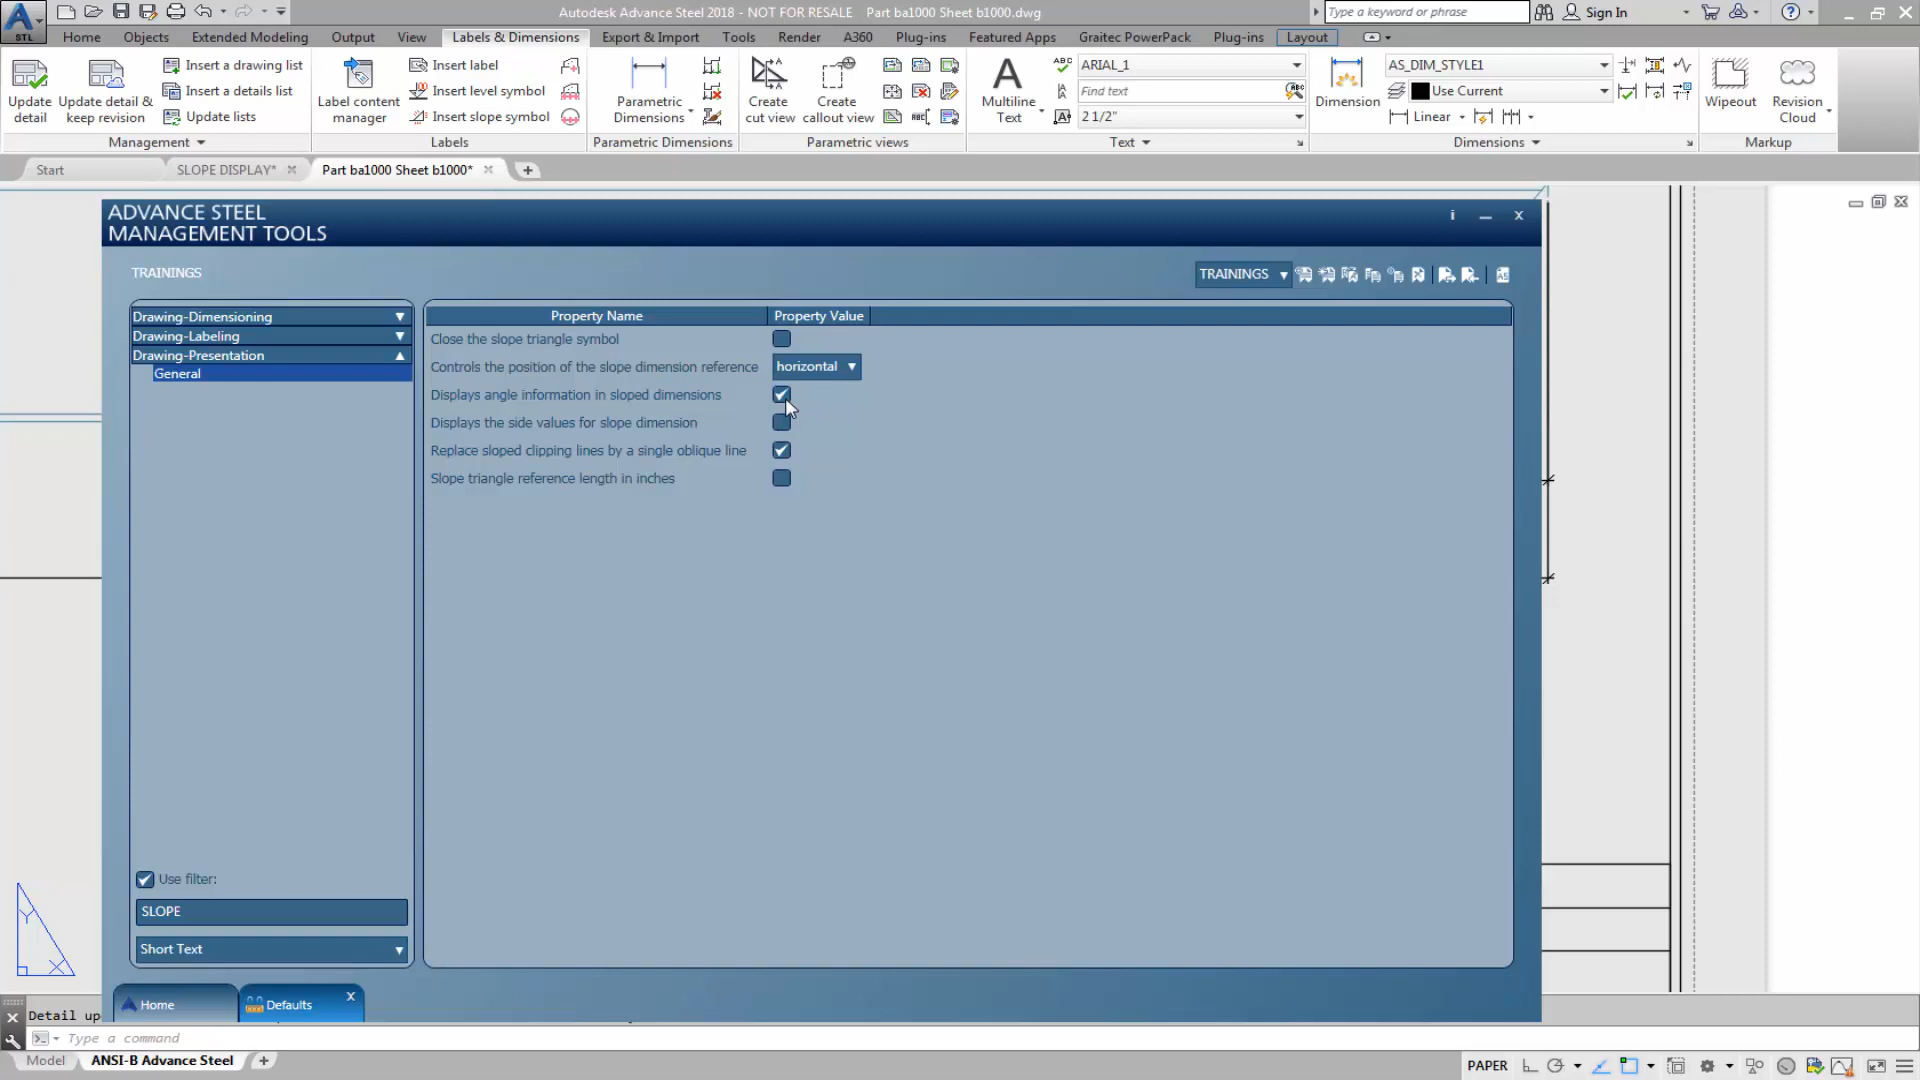 Autodesk Advance Steel 2018 - NOT FOR RESALE Part ba1000 Sheet b1000.dwg
Type a keyword or phrase
Sign In
STL
Home Objects Extended Modeling Output View Labels & Dimensions Export & Import Tools Render A360 Plug-ins Featured Apps Graitec PowerPack Plug-ins Layout
Update detail
Update detail & keep revision
Insert a drawing list
Insert a details list
Update lists
Management
Label content manager
Insert label
Insert level symbol
Insert slope symbol
Labels
Parametric Dimensions
Parametric Dimensions
Create cut view
Create callout view
Parametric views
Multiline Text
ARIAL_1
Find text
2 1/2"
Text
Dimension
AS_DIM_STYLE1
Use Current
Linear
Dimensions
Wipeout
Revision Cloud
Markup
Start
SLOPE DISPLAY*
Part ba1000 Sheet b1000*
ADVANCE STEEL
MANAGEMENT TOOLS
TRAININGS
TRAININGS
Drawing-Dimensioning
Drawing-Labeling
Drawing-Presentation
General
Property Name Property Value
Close the slope triangle symbol
Controls the position of the slope dimension reference horizontal
Displays angle information in sloped dimensions
Displays the side values for slope dimension
Replace sloped clipping lines by a single oblique line
Slope triangle reference length in inches
Use filter:
SLOPE
Short Text
Home
Defaults
Y
X
Detail up
Type a command
Model
ANSI-B Advance Steel
PAPER